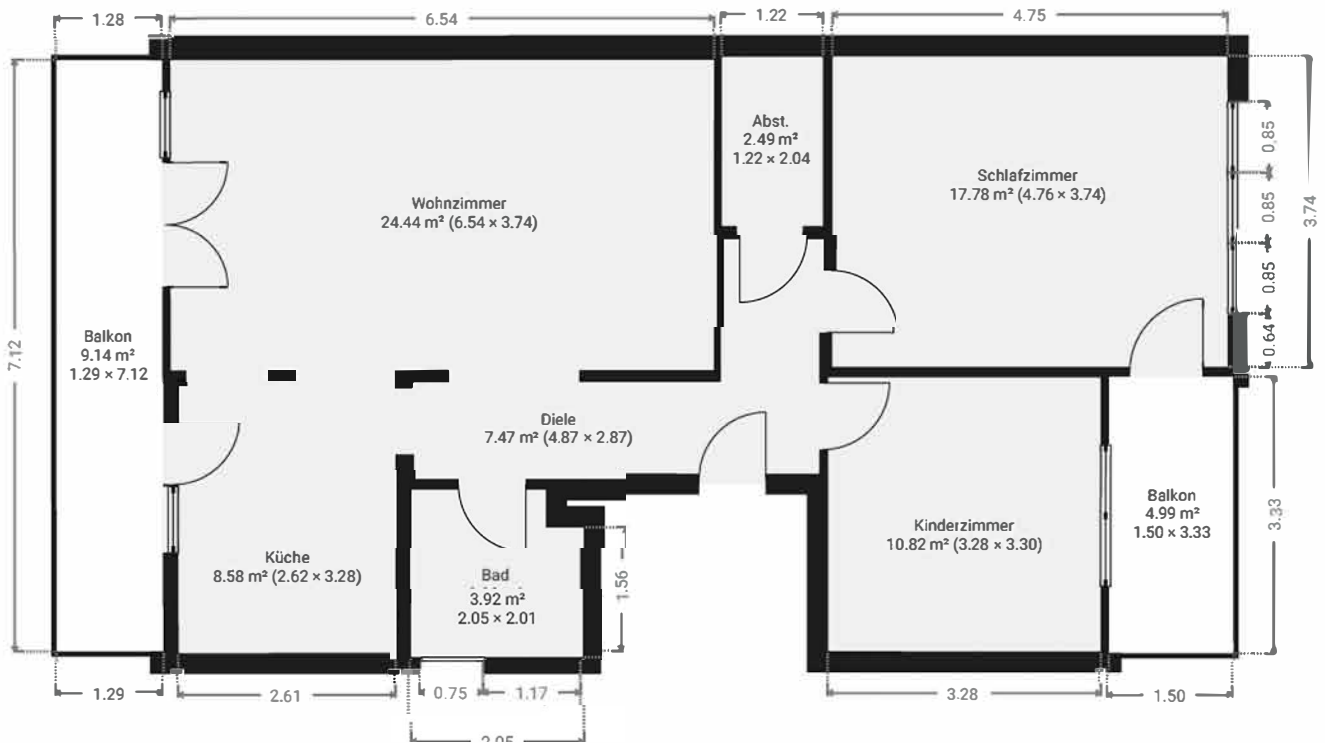 1.28
6.54
1.22
4.75
Abst.
2.49 m²
1.22 × 2.04
Schlafzimmer
17.78 m² (4.76 × 3.74)
Wohnzimmer
24.44 m² (6.54 × 3.74)
0,85
0.85
0.85
0.64
3.74
7.12
Balkon
9.14 m²
1.29 × 7.12
Diele
7.47 m² (4.87 × 2.87)
Küche
8.58 m² (2.62 × 3.28)
Bad
3.92 m²
2.05 × 2.01
1.56
Kinderzimmer
10.82 m² (3.28 × 3.30)
Balkon
4.99 m²
1.50 × 3.33
3.33
1.29
2.61
0.75
1.17
3.28
1.50